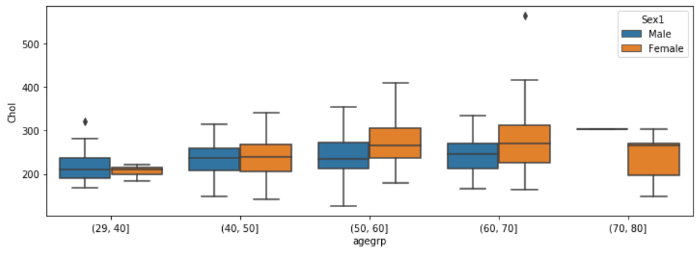 Sex1
Male
Female
Chol
500
400
300
200
(29, 40]
(40, 50]
(50, 60]
(60, 70]
(70, 80]
agegrp